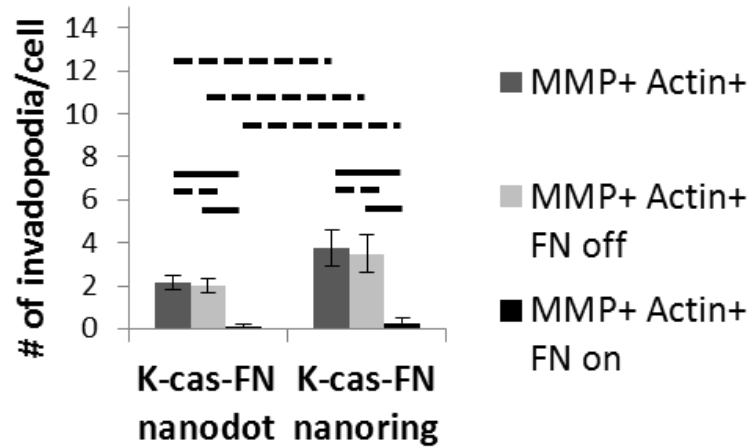 # of invadopodia/cell
14
12
10
8
6
4
2
0
K-cas-FN
nanodot
K-cas-FN
nanoring
MMP+ Actin+
MMP+ Actin+
FN off
MMP+ Actin+
FN on